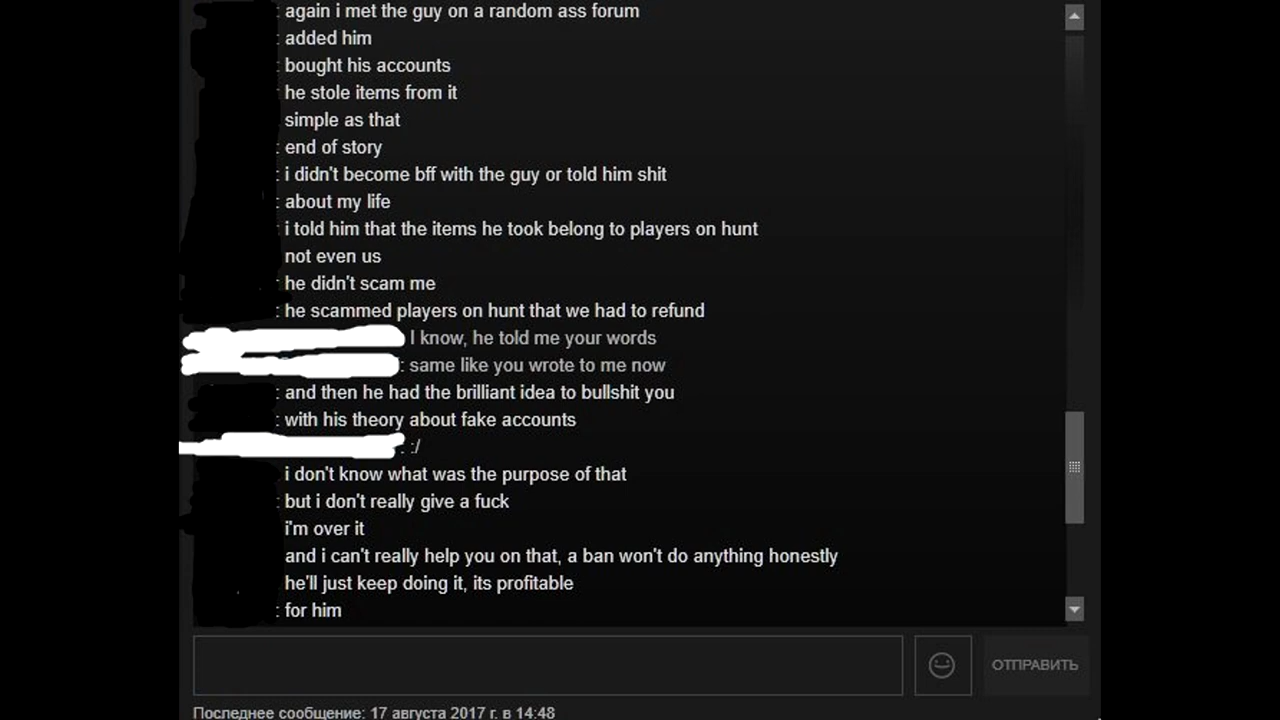 : again i met the guy on a random ass forum
: added him
: bought his accounts
: he stole items from it
: simple as that
: end of story
: i didn't become bff with the guy or told him shit
: about my life
: i told him that the items he took belong to players on hunt
not even us
: he didn't scam me
: he scammed players on hunt that we had to refund
I know, he told me your words
: same like you wrote to me now
: and then he had the brilliant idea to bullshit you
: with his theory about fake accounts
: :/
i don't know what was the purpose of that
: but i don't really give a fuck
i'm over it
and i can't really help you on that, a ban won't do anything honestly
he'll just keep doing it, its profitable
: for him
ОТПРАВИТЬ
Последнее сообщение: 17 августа 2017 г. в 14:48